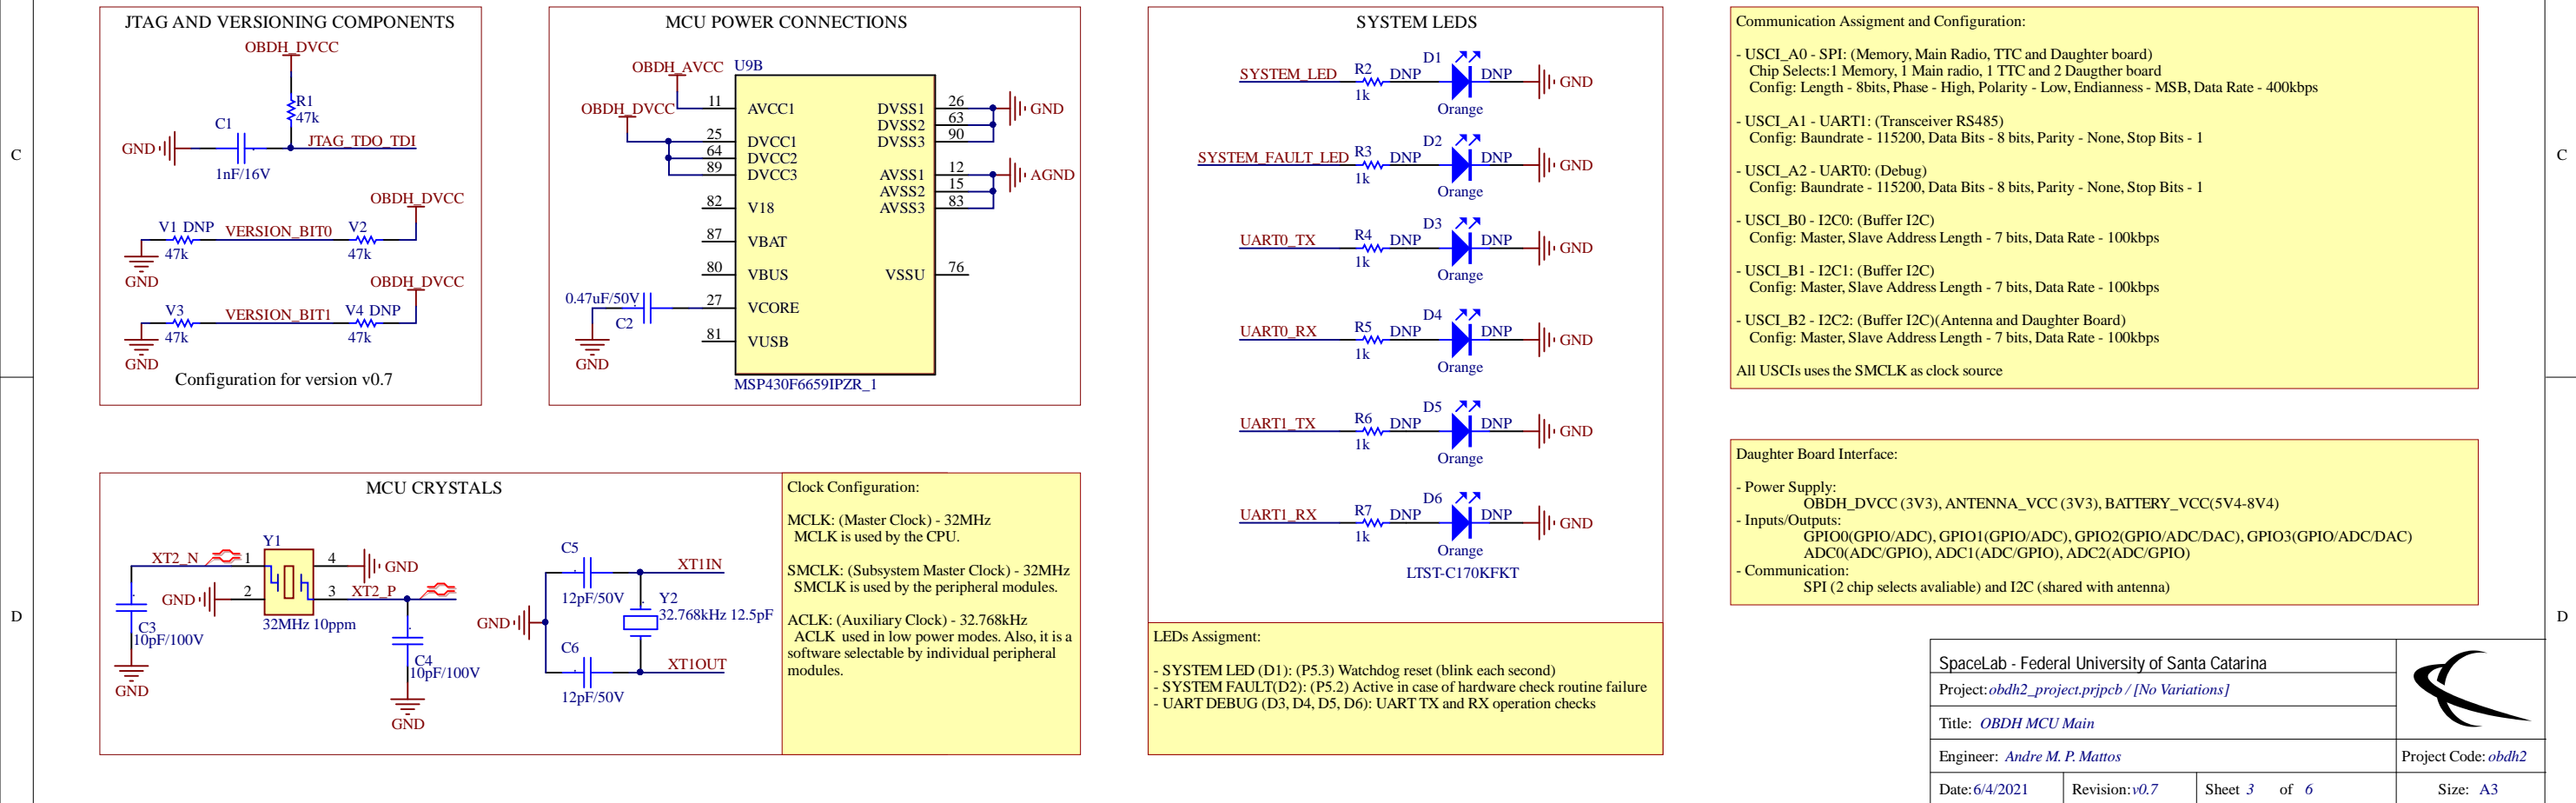 JTAG AND VERSIONING COMPONENTS
OBDH_DVCC
R1
47k
C1
GND
JTAG_TDO_TDI
1nF/16V
OBDH_DVCC
V1 DNP
VERSION_BIT0
V2
47k
47k
GND
OBDH_DVCC
V3
VERSION_BIT1
V4 DNP
47k
47k
GND
Configuration for version v0.7
MCU POWER CONNECTIONS
OBDH_AVCC
U9B
OBDH_DVCC
11
AVCC1
25
DVCC1
64
DVCC2
89
DVCC3
82
V18
87
VBAT
80
VBUS
0.47uF/50V
27
VCORE
C2
81
VUSB
GND
DVSS1
26
GND
DVSS2
63
DVSS3
90
AVSS1
12
AGND
AVSS2
15
AVSS3
83
VSSU
76
MSP430F6659IPZR_1
SYSTEM LEDS
D1
SYSTEM_LED
R2
DNP
DNP
GND
1k
Orange
D2
SYSTEM_FAULT_LED
R3
DNP
DNP
GND
1k
Orange
D3
UART0_TX
R4
DNP
DNP
GND
1k
Orange
D4
UART0_RX
R5
DNP
DNP
GND
1k
Orange
D5
UART1_TX
R6
DNP
DNP
GND
1k
Orange
D6
UART1_RX
R7
DNP
DNP
GND
1k
Orange
LTST-C170KFKT
LEDs Assigment:
- SYSTEM LED (D1): (P5.3) Watchdog reset (blink each second)
- SYSTEM FAULT(D2): (P5.2) Active in case of hardware check routine failure
- UART DEBUG (D3, D4, D5, D6): UART TX and RX operation checks
Communication Assigment and Configuration:
- USCI_A0 - SPI: (Memory, Main Radio, TTC and Daughter board)
Chip Selects:1 Memory, 1 Main radio, 1 TTC and 2 Daugther board
Config: Length - 8bits, Phase - High, Polarity - Low, Endianness - MSB, Data Rate - 400kbps
- USCI_A1 - UART1: (Transceiver RS485)
Config: Baundrate - 115200, Data Bits - 8 bits, Parity - None, Stop Bits - 1
- USCI_A2 - UART0: (Debug)
Config: Baundrate - 115200, Data Bits - 8 bits, Parity - None, Stop Bits - 1
- USCI_B0 - I2C0: (Buffer I2C)
Config: Master, Slave Address Length - 7 bits, Data Rate - 100kbps
- USCI_B1 - I2C1: (Buffer I2C)
Config: Master, Slave Address Length - 7 bits, Data Rate - 100kbps
- USCI_B2 - I2C2: (Buffer I2C)(Antenna and Daughter Board)
Config: Master, Slave Address Length - 7 bits, Data Rate - 100kbps
All USCIs uses the SMCLK as clock source
C
C
MCU CRYSTALS
Y1
XT2_N
1
4
GND
GND
2
3
XT2_P
32MHz 10ppm
C3
10pF/100V
GND
C4
10pF/100V
GND
C5
XT1IN
12pF/50V
Y2
32.768kHz 12.5pF
GND
C6
XT1OUT
12pF/50V
Clock Configuration:
MCLK: (Master Clock) - 32MHz
MCLK is used by the CPU.
SMCLK: (Subsystem Master Clock) - 32MHz
SMCLK is used by the peripheral modules.
ACLK: (Auxiliary Clock) - 32.768kHz
ACLK used in low power modes. Also, it is a
software selectable by individual peripheral
modules.
Daughter Board Interface:
- Power Supply:
OBDH_DVCC (3V3), ANTENNA_VCC (3V3), BATTERY_VCC(5V4-8V4)
- Inputs/Outputs:
GPIO0(GPIO/ADC), GPIO1(GPIO/ADC), GPIO2(GPIO/ADC/DAC), GPIO3(GPIO/ADC/DAC)
ADC0(ADC/GPIO), ADC1(ADC/GPIO), ADC2(ADC/GPIO)
- Communication:
SPI (2 chip selects avaliable) and I2C (shared with antenna)
D
D
SpaceLab - Federal University of Santa Catarina
Project: obdh2_project.prjpcb / [No Variations]
Title: OBDH MCU Main
Engineer: Andre M. P. Mattos
Project Code: obdh2
Date: 6/4/2021
Revision: v0.7
Sheet 3 of 6
Size: A3